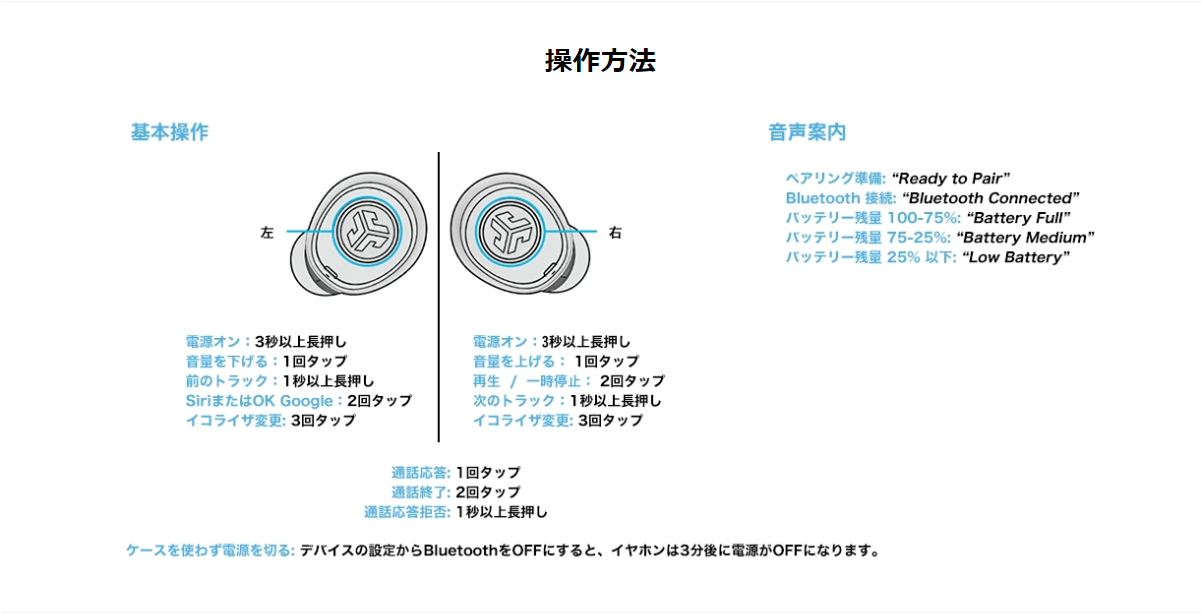 操作方法
基本操作
左
右
電源オン：3秒以上長押し
音量を下げる：1回タップ
前のトラック：1秒以上長押し
SiriまたはOK Google：2回タップ
イコライザ変更: 3回タップ
電源オン：3秒以上長押し
音量を上げる： 1回タップ
再生 / 一時停止： 2回タップ
次のトラック：1秒以上長押し
イコライザ変更: 3回タップ
通話応答: 1回タップ
通話終了: 2回タップ
通話応答拒否: 1秒以上長押し
ケースを使わず電源を切る: デバイスの設定からBluetoothをOFFにすると、イヤホンは3分後に電源がOFFになります。
音声案内
ペアリング準備: “Ready to Pair”
Bluetooth 接続: “Bluetooth Connected”
バッテリー残量 100-75%: “Battery Full”
バッテリー残量 75-25%: “Battery Medium”
バッテリー残量 25% 以下: “Low Battery”